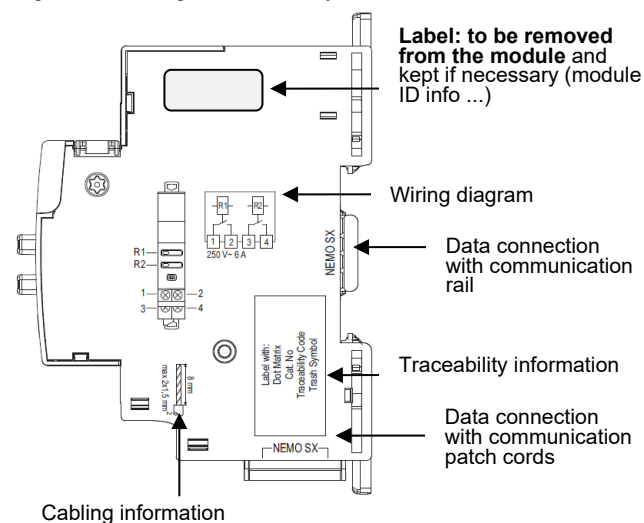 Label: to be removed
from the module and
kept if necessary (module
ID info ...)
Wiring diagram
R1 R2
1 2 3 4
250 V~ 6 A
NEMO SX
Data connection
with communication
rail
R1
R2
1 2
3 4
Label with:
Dot Matrix
Cat. No
Traceability Code
Trash Symbol
Traceability information
8 mm
max 2x1,5 mm²
Data connection
with communication
patch cords
NEMO SX
Cabling information